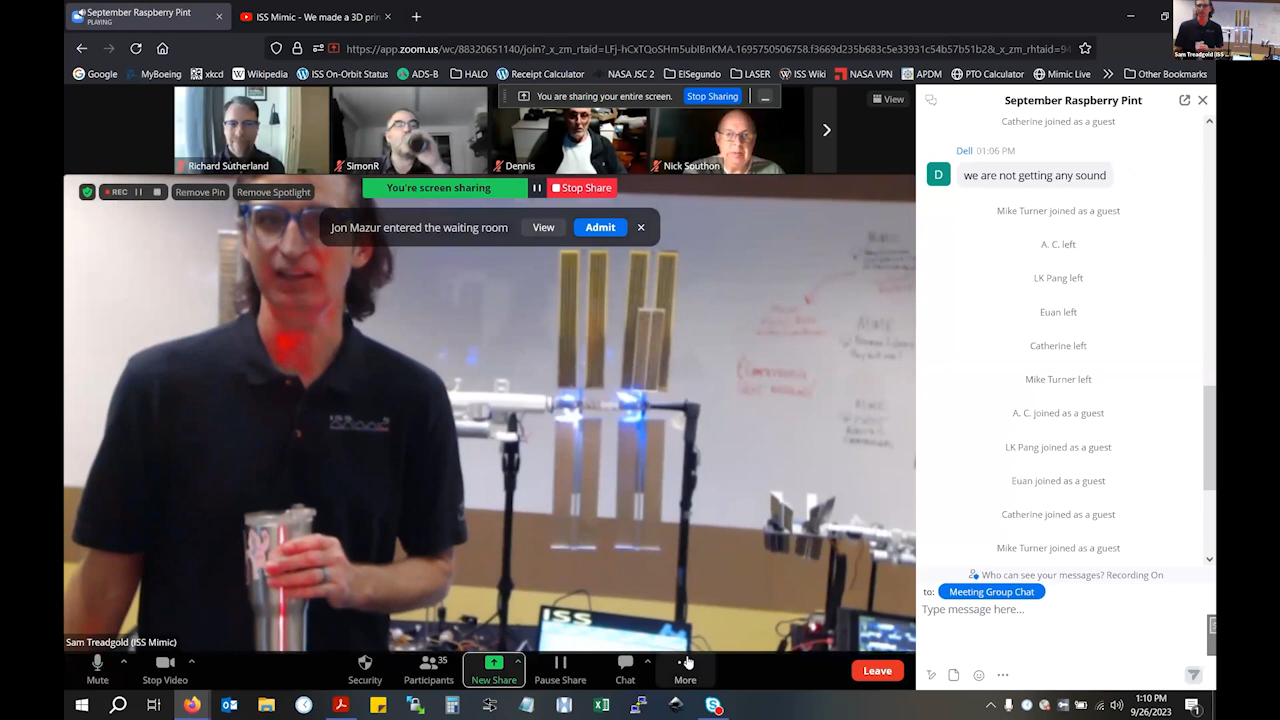 September Raspberry Pint
PLAYING
ISS Mimic - We made a 3D prin
https://app.zoom.us/wc/88320651140/join?_x_zm_rtaid=LFj-hCxTQoSHm5ublBnKMA.1695750506758.f3669d235b683c5e33931c54b57b51b2&_x_zm_rhtaid=94
Google
MyBoeing
xkcd
Wikipedia
ISS On-Orbit Status
ADS-B
HALO
Receipt Calculator
NASA JSC 2
ElSegundo
LASER
ISS Wiki
NASA VPN
APDM
PTO Calculator
Mimic Live
Other Bookmarks
You are sharing your entire screen.
Stop Sharing
View
Richard Sutherland
SimonR
Dennis
Nick Southon
REC
Remove Pin
Remove Spotlight
You're screen sharing
Stop Share
Jon Mazur entered the waiting room
View
Admit
ISS
Sam Treadgold (ISS Mimic)
Mute
Stop Video
Security
35
Participants
New Share
Pause Share
Chat
More
Leave
September Raspberry Pint
Catherine joined as a guest
Dell 01:06 PM
D
we are not getting any sound
Mike Turner joined as a guest
A. C. left
LK Pang left
Euan left
Catherine left
Mike Turner left
A. C. joined as a guest
LK Pang joined as a guest
Euan joined as a guest
Catherine joined as a guest
Mike Turner joined as a guest
Who can see your messages? Recording On
to: Meeting Group Chat
Type message here...
1:10 PM
9/26/2023